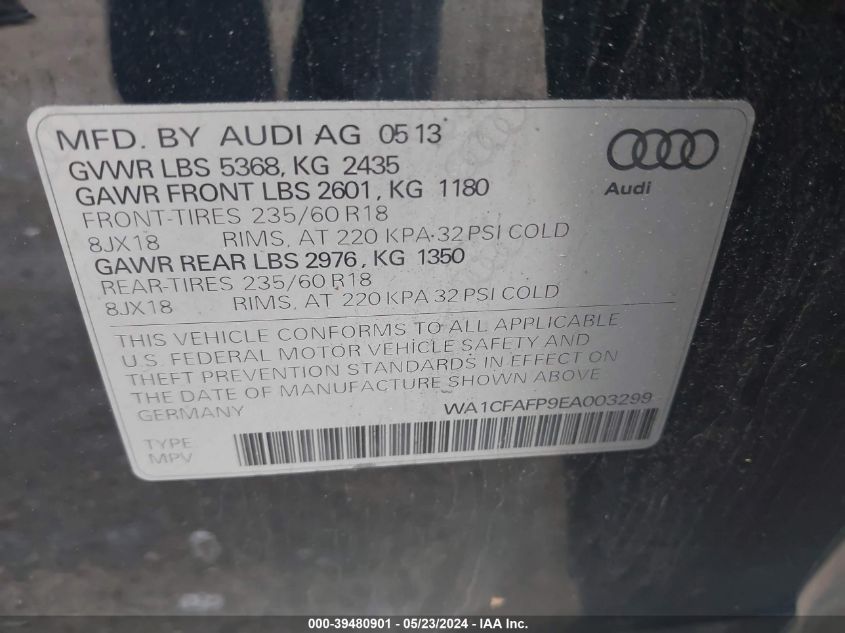 MFD. BY AUDI AG 0513
GVWR LBS 5368, KG 2435
GAWR FRONT LBS 2601, KG 1180
FRONT-TIRES 235/60 R18
8JX18 RIMS, AT 220 KPA 32 PSI COLD
GAWR REAR LBS 2976, KG 1350
REAR-TIRES 235/60 R18
8JX18 RIMS, AT 220 KPA 32 PSI COLD
Audi
THIS VEHICLE CONFORMS TO ALL APPLICABLE
U.S. FEDERAL MOTOR VEHICLE SAFETY AND
THEFT PREVENTION STANDARDS IN EFFECT ON
THE DATE OF MANUFACTURE SHOWN ABOVE
GERMANY WA1CFAFP9EA003299
TYPE
MPV
000-39480901 - 05/23/2024 - IAA Inc.